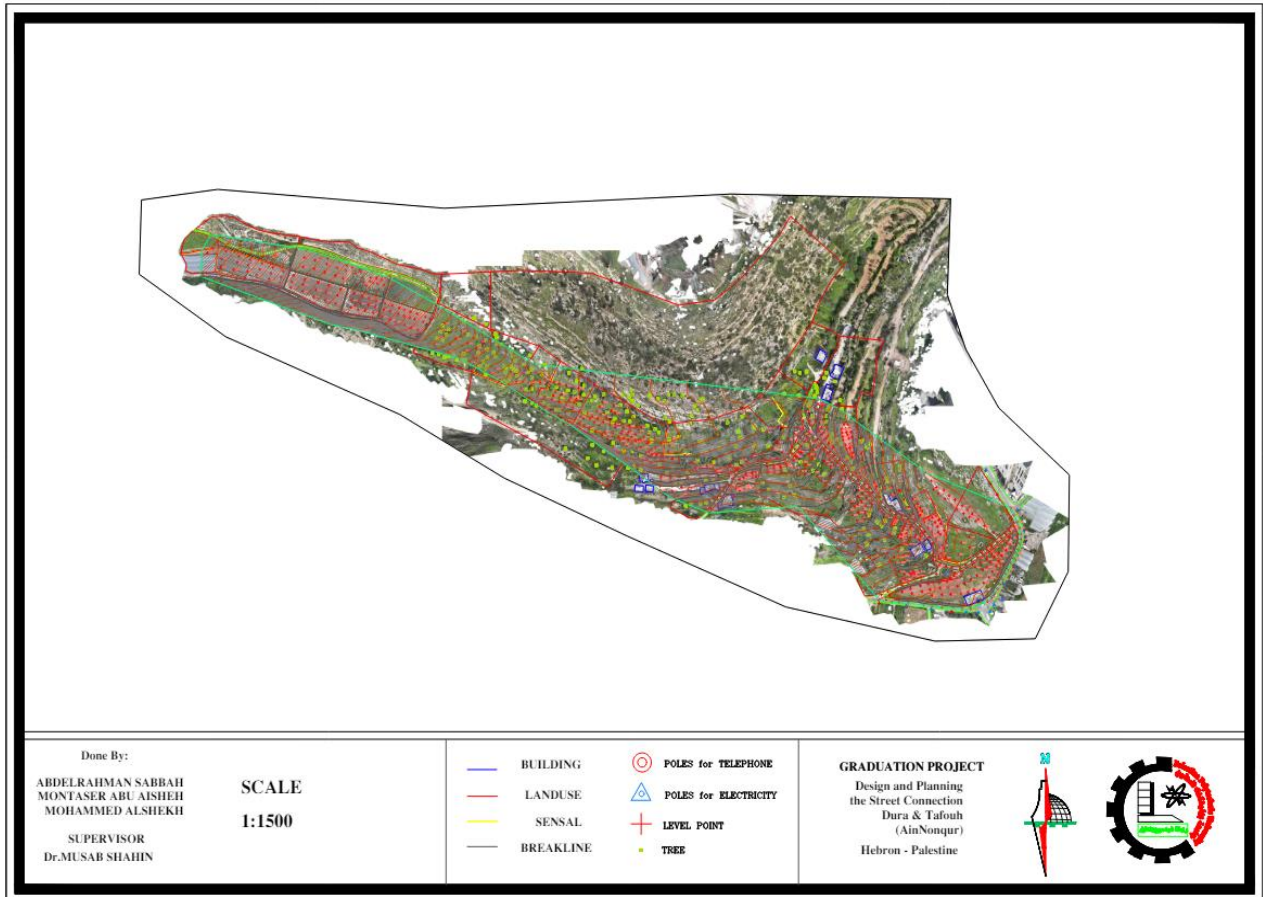 Done By:
ABDELRAHMAN SABBAH
MONTASER ABU AISHEH
MOHAMMED ALSHEKH
SUPERVISOR
Dr.MUSAB SHAHIN
SCALE
1:1500
BUILDING
LANDUSE
SENSAL
BREAKLINE
POLES for TELEPHONE
POLES for ELECTRICITY
LEVEL POINT
TREE
GRADUATION PROJECT
Design and Planning
the Street Connection
Dura & Tafouh
(AinNonqur)
Hebron - Palestine
N